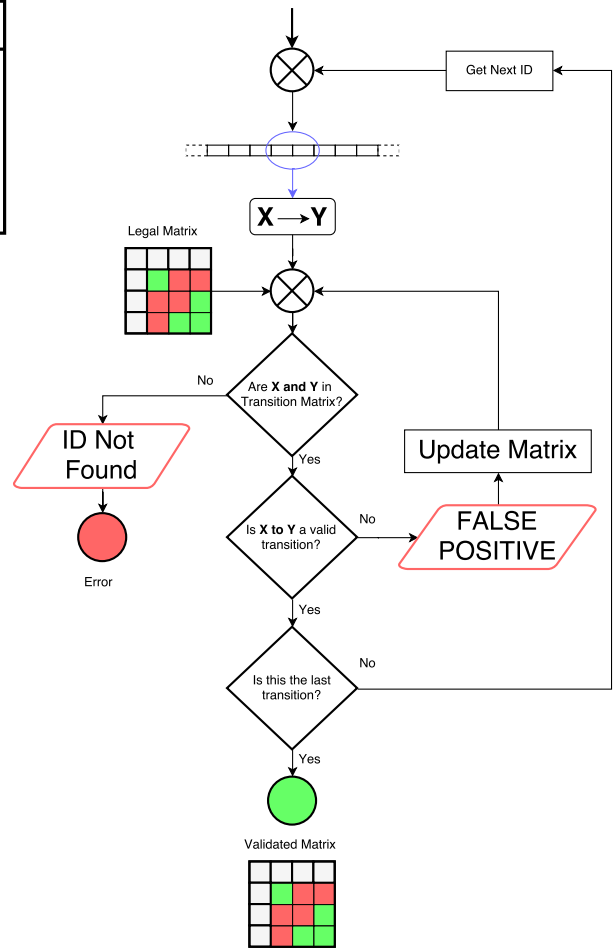 Get Next ID
X → Y
Legal Matrix
Are X and Y in
Transition Matrix?
No
ID Not
Found
Error
Yes
Update Matrix
Is X to Y a valid
transition?
No
FALSE
POSITIVE
Yes
Is this the last
transition?
No
Yes
Validated Matrix